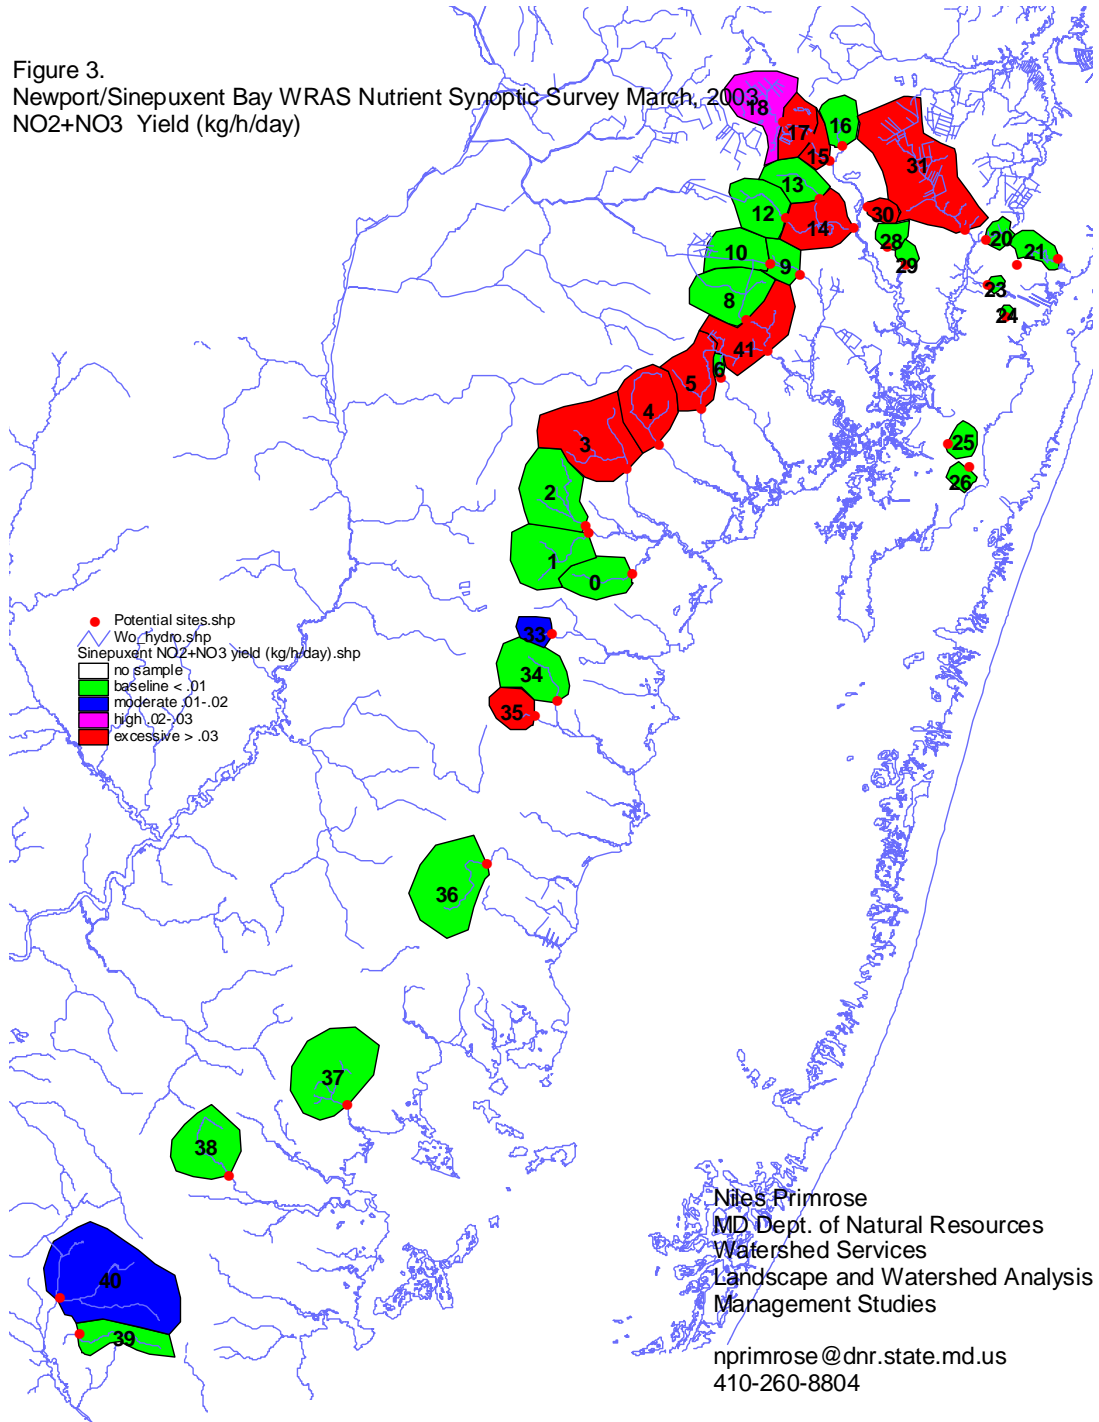 Figure 3.
Newport/Sinepuxent Bay WRAS Nutrient Synoptic Survey March, 2003
NO2+NO3 Yield (kg/h/day)
18
17
16
15
31
13
12
30
14
28
20
10
9
29
21
8
23
24
41
6
5
4
3
25
26
2
1
0
33
34
35
Potential sites.shp
Wo_hydro.shp
Sinepuxent NO2+NO3 yield (kg/h/day).shp
no sample
baseline < .01
moderate .01-.02
high .02-.03
excessive > .03
36
37
38
40
39
Niles Primrose
MD Dept. of Natural Resources
Watershed Services
Landscape and Watershed Analysis
Management Studies
nprimrose@dnr.state.md.us
410-260-8804